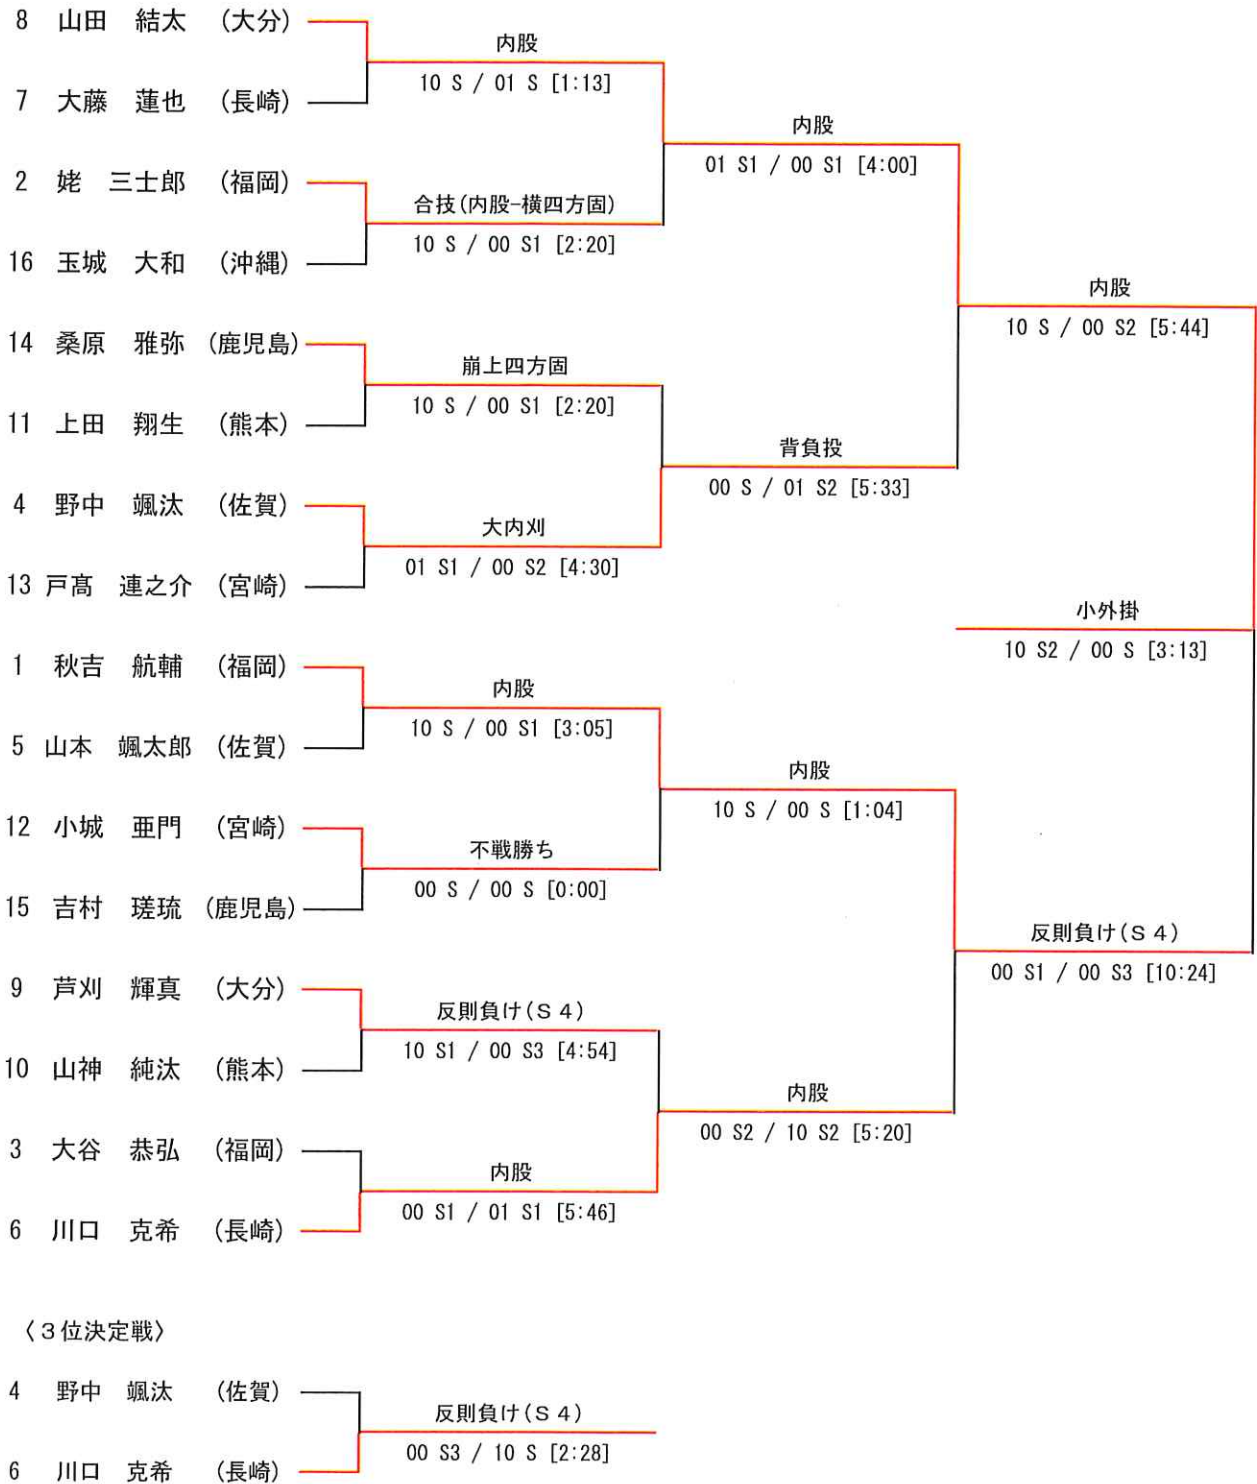 8 山田 結太 (大分)
内股
10 S / 01 S [1:13]
7 大藤 蓮也 (長崎)
内股
01 S1 / 00 S1 [4:00]
2 姥 三士郎 (福岡)
合技(内股-横四方固)
10 S / 00 S1 [2:20]
16 玉城 大和 (沖縄)
内股
10 S / 00 S2 [5:44]
14 桑原 雅弥 (鹿児島)
崩上四方固
10 S / 00 S1 [2:20]
11 上田 翔生 (熊本)
背負投
00 S / 01 S2 [5:33]
4 野中 颯汰 (佐賀)
大内刈
01 S1 / 00 S2 [4:30]
13 戸髙 連之介 (宮崎)
小外掛
10 S2 / 00 S [3:13]
1 秋吉 航輔 (福岡)
内股
10 S / 00 S1 [3:05]
5 山本 颯太郎 (佐賀)
内股
10 S / 00 S [1:04]
12 小城 亜門 (宮崎)
不戦勝ち
00 S / 00 S [0:00]
15 吉村 瑳琉 (鹿児島)
反則負け(S4)
00 S1 / 00 S3 [10:24]
9 芦刈 輝真 (大分)
反則負け(S4)
10 S1 / 00 S3 [4:54]
10 山神 純汰 (熊本)
内股
00 S2 / 10 S2 [5:20]
3 大谷 恭弘 (福岡)
内股
00 S1 / 01 S1 [5:46]
6 川口 克希 (長崎)
〈3位決定戦〉
4 野中 颯汰 (佐賀)
反則負け(S4)
00 S3 / 10 S [2:28]
6 川口 克希 (長崎)